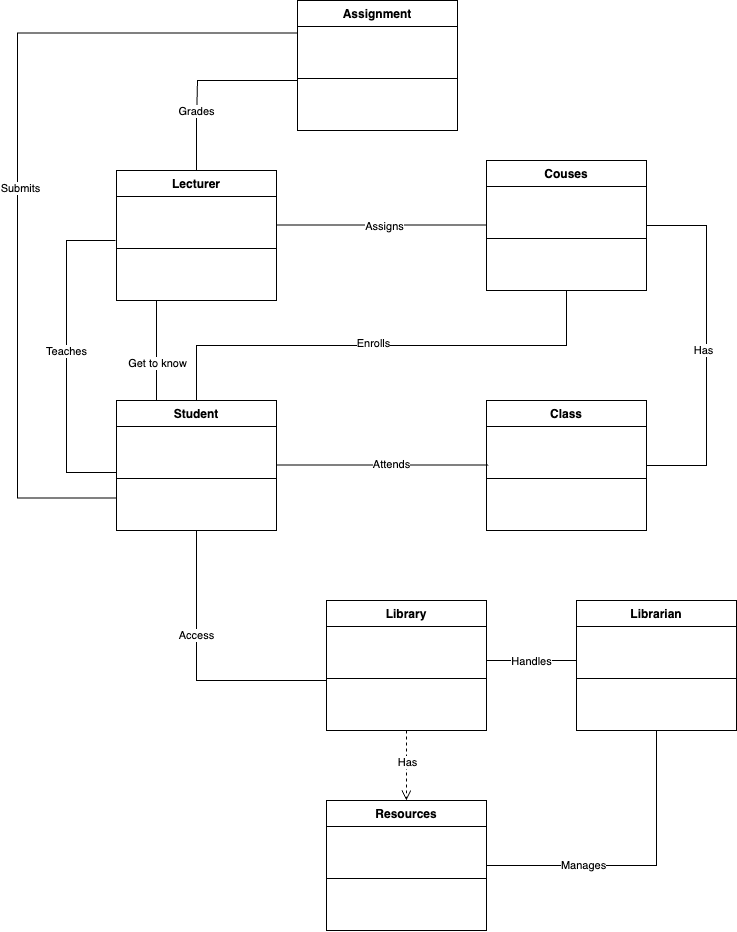 Assignment
Grades
Submits
Lecturer
Couses
Assigns
Teaches
Get to know
Enrolls
Has
Student
Class
Attends
Access
Library
Librarian
Handles
Has
Resources
Manages